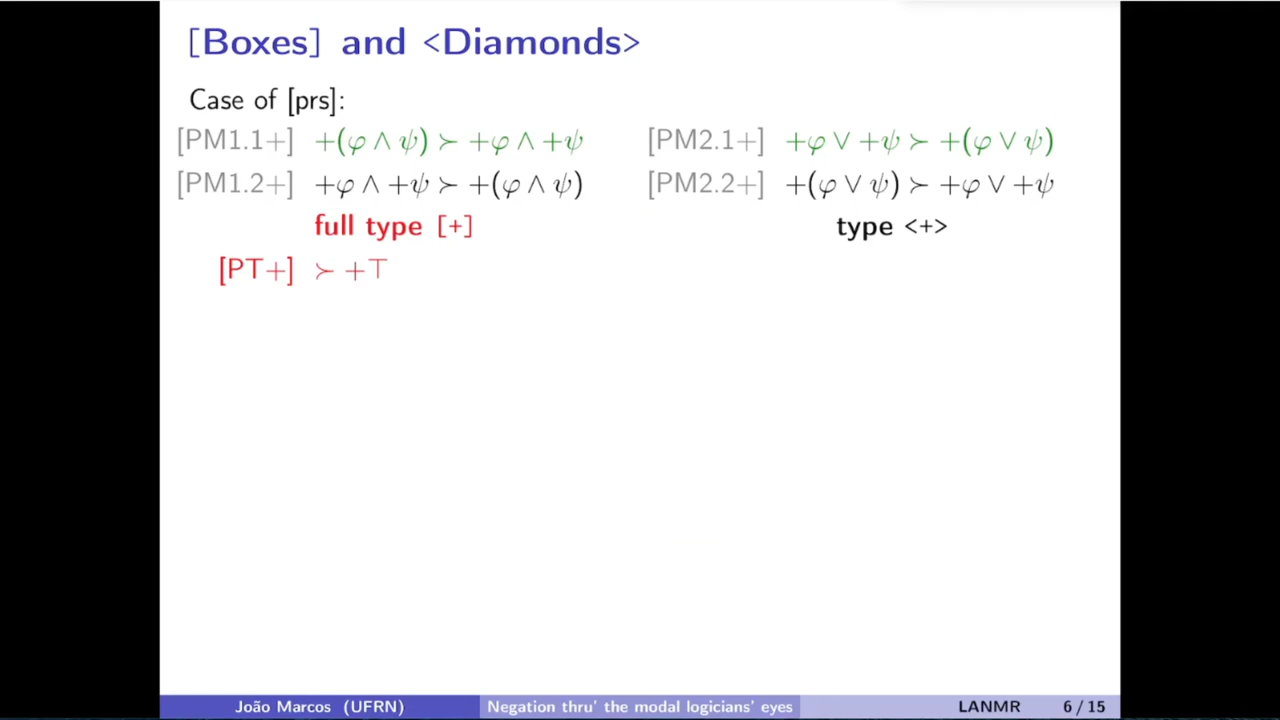 [Boxes] and <Diamonds>
Case of [prs]:
[PM1.1+] +(φ ∧ ψ) ≻ +φ ∧ +ψ [PM2.1+] +φ ∨ +ψ ≻ +(φ ∨ ψ)
[PM1.2+] +φ ∧ +ψ ≻ +(φ ∧ ψ) [PM2.2+] +(φ ∨ ψ) ≻ +φ ∨ +ψ
full type [+] type <+>
[PT+] ≻ +⊤
João Marcos (UFRN) Negation thru' the modal logicians' eyes LANMR 6 / 15